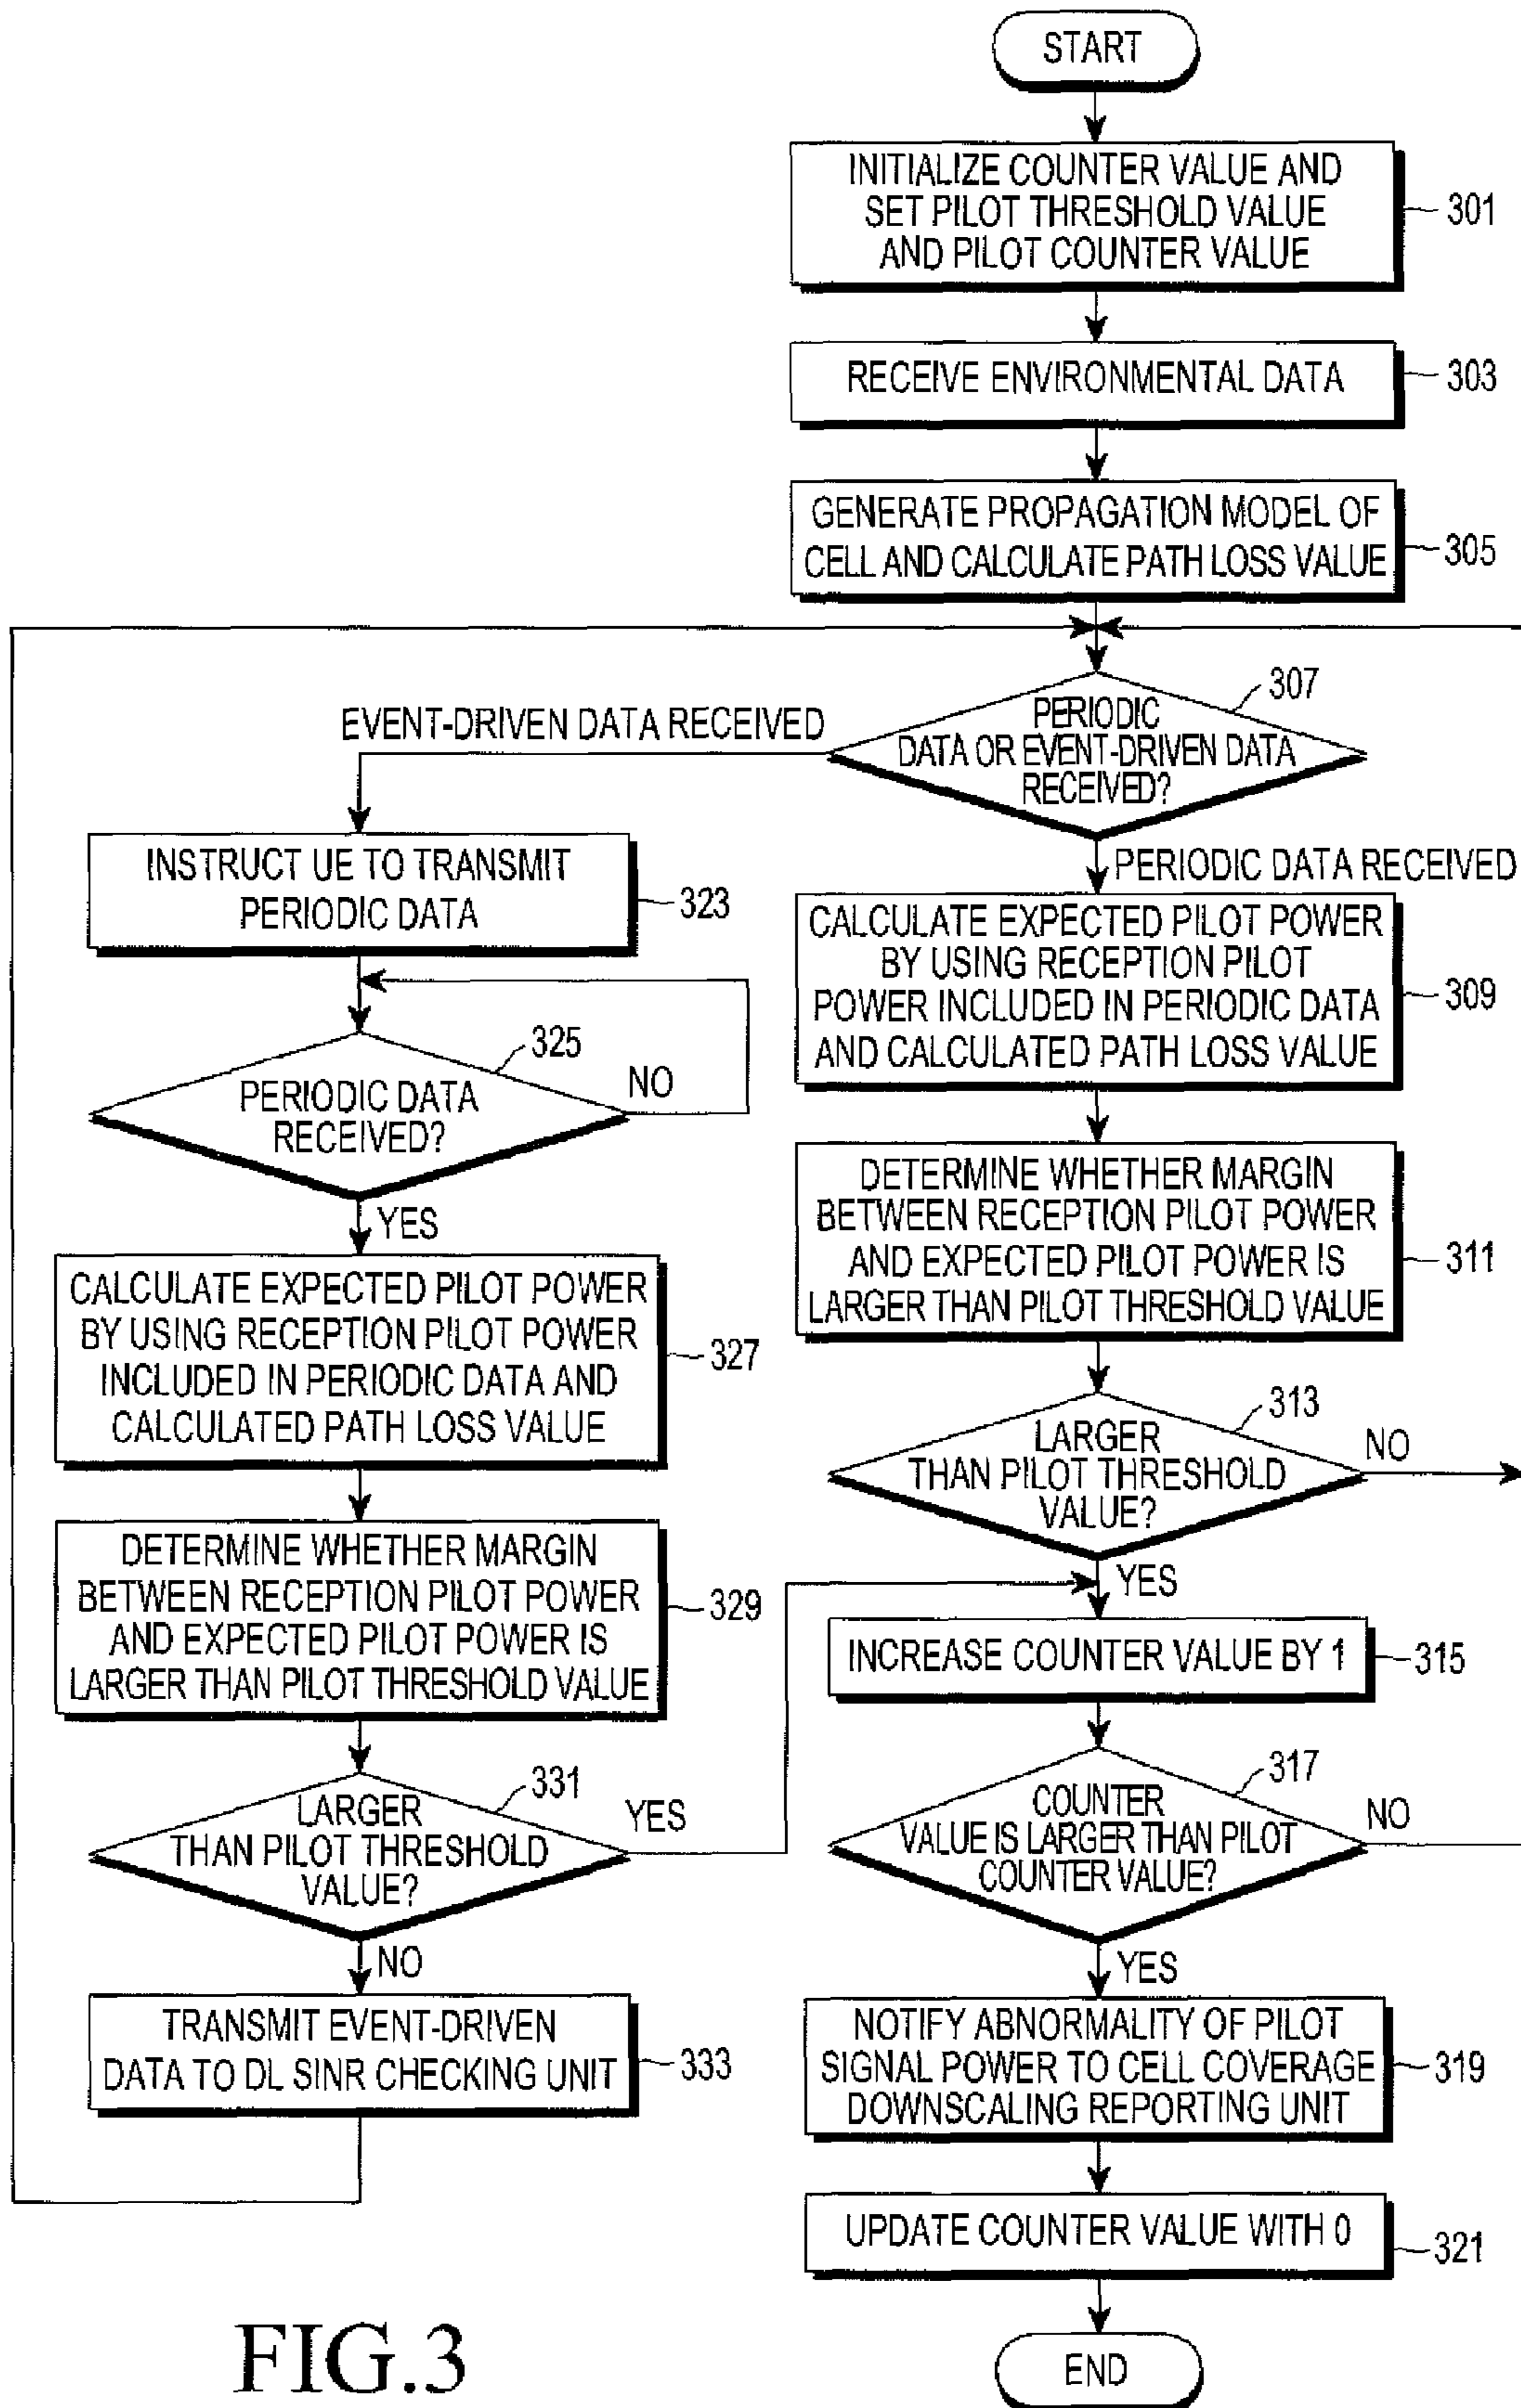 START
INITIALIZE COUNTER VALUE AND
SET PILOT THRESHOLD VALUE
AND PILOT COUNTER VALUE
301
RECEIVE ENVIRONMENTAL DATA
303
GENERATE PROPAGATION MODEL OF
CELL AND CALCULATE PATH LOSS VALUE
305
307
PERIODIC
DATA OR EVENT-DRIVEN DATA
RECEIVED?
EVENT-DRIVEN DATA RECEIVED
PERIODIC DATA RECEIVED
INSTRUCT UE TO TRANSMIT
PERIODIC DATA
323
325
PERIODIC DATA
RECEIVED?
NO
YES
CALCULATE EXPECTED PILOT POWER
BY USING RECEPTION PILOT POWER
INCLUDED IN PERIODIC DATA AND
CALCULATED PATH LOSS VALUE
327
DETERMINE WHETHER MARGIN
BETWEEN RECEPTION PILOT POWER
AND EXPECTED PILOT POWER IS
LARGER THAN PILOT THRESHOLD VALUE
329
331
LARGER
THAN PILOT THRESHOLD
VALUE?
YES
NO
TRANSMIT EVENT-DRIVEN
DATA TO DL SINR CHECKING UNIT
333
CALCULATE EXPECTED PILOT POWER
BY USING RECEPTION PILOT
POWER INCLUDED IN PERIODIC DATA
AND CALCULATED PATH LOSS VALUE
309
DETERMINE WHETHER MARGIN
BETWEEN RECEPTION PILOT POWER
AND EXPECTED PILOT POWER IS
LARGER THAN PILOT THRESHOLD VALUE
311
313
LARGER
THAN PILOT THRESHOLD
VALUE?
NO
YES
INCREASE COUNTER VALUE BY 1
315
317
COUNTER
VALUE IS LARGER THAN PILOT
COUNTER VALUE?
NO
YES
NOTIFY ABNORMALITY OF PILOT
SIGNAL POWER TO CELL COVERAGE
DOWNSCALING REPORTING UNIT
319
UPDATE COUNTER VALUE WITH 0
321
END
FIG.3